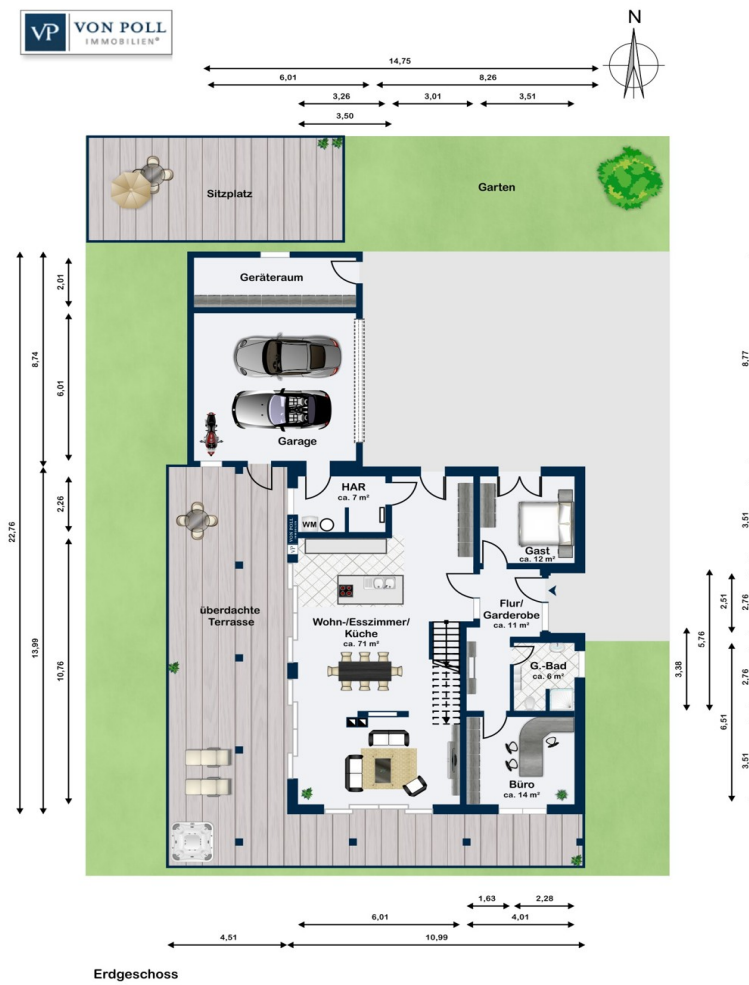 VP VON POLL
IMMOBILIEN®
N
14,75
6,01 8,26
3,26 3,01 3,51
3,50
Sitzplatz
Garten
Geräteraum
Garage
HAR
ca. 7 m²
WM
VP VON POLL
Gast
ca. 12 m²
Flur/
Garderobe
ca. 11 m²
überdachte
Terrasse
Wohn-/Esszimmer/
Küche
ca. 71 m²
G.-Bad
ca. 6 m²
Büro
ca. 14 m²
22,76
8,74
13,99
2,01
6,01
2,26
10,76
8,77
3,51
2,76
2,51
5,76
3,38
2,76
6,51
3,51
1,63 2,28
6,01 4,01
4,51 10,99
Erdgeschoss